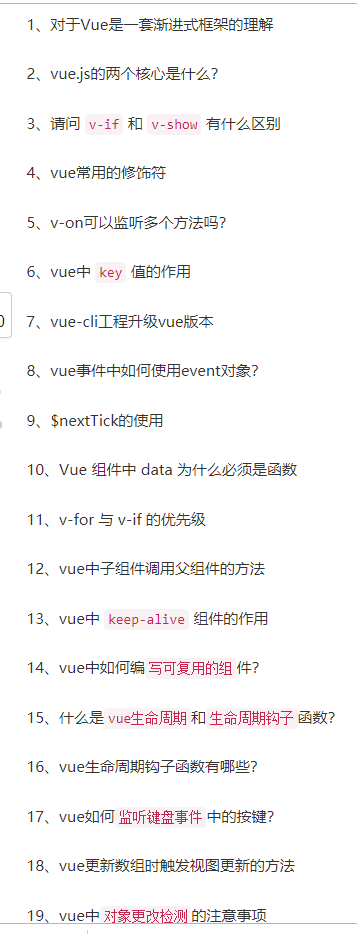 1、对于Vue是一套渐进式框架的理解
2、vue.js的两个核心是什么?
3、请问 v-if 和 v-show 有什么区别
4、vue常用的修饰符
5、v-on可以监听多个方法吗?
6、vue中 key 值的作用
7、vue-cli工程升级vue版本
8、vue事件中如何使用event对象?
9、$nextTick的使用
10、Vue 组件中 data 为什么必须是函数
11、v-for 与 v-if 的优先级
12、vue中子组件调用父组件的方法
13、vue中 keep-alive 组件的作用
14、vue中如何编写可复用的组件?
15、什么是vue生命周期和生命周期钩子函数?
16、vue生命周期钩子函数有哪些?
17、vue如何监听键盘事件中的按键?
18、vue更新数组时触发视图更新的方法
19、vue中对象更改检测的注意事项